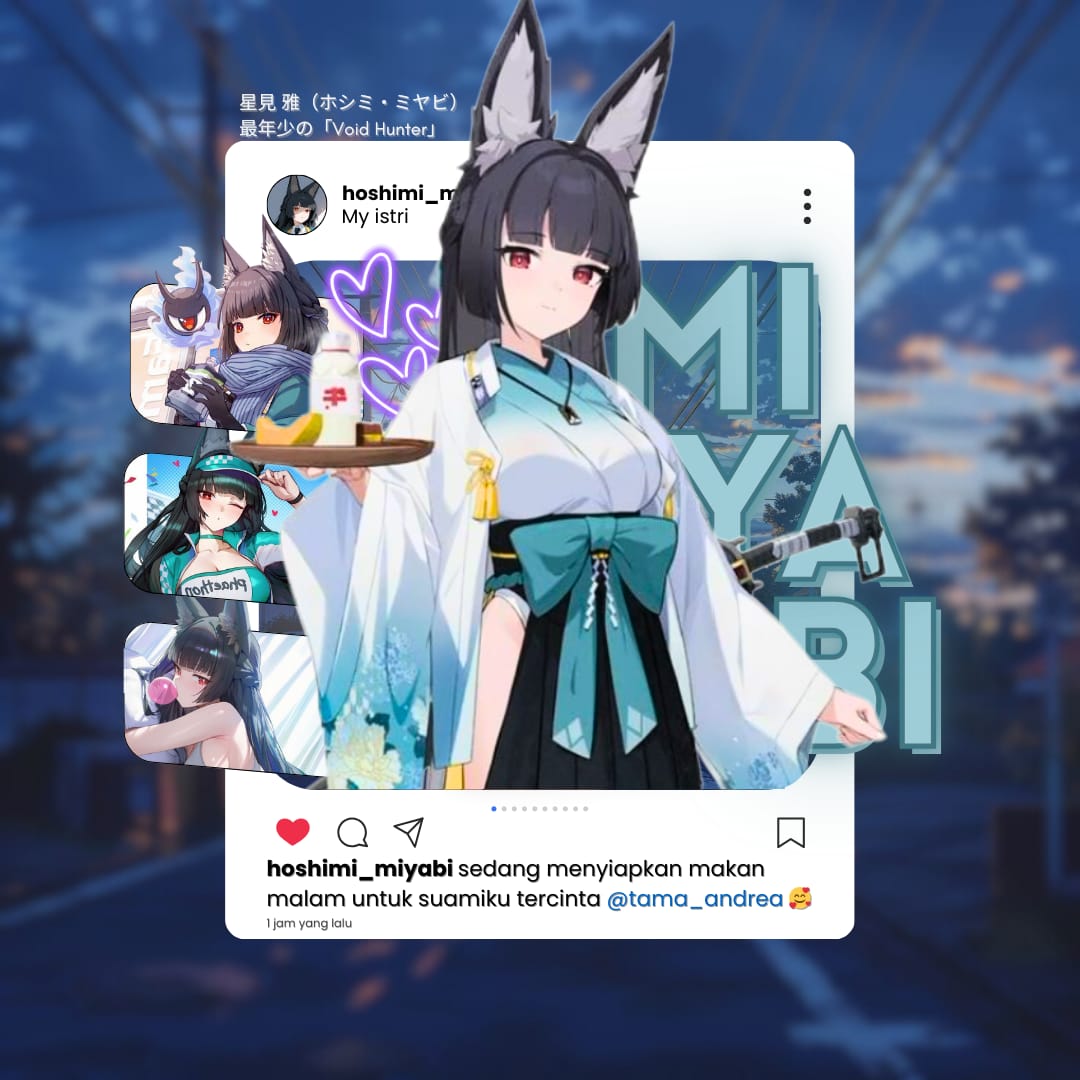 星見 雅（ホシミ・ミヤビ）
最年少の「Void Hunter」
hoshimi_m
My istri
MI
YA
BI
Phaethon
hoshimi_miyabi sedang menyiapkan makan
malam untuk suamiku tercinta @tama_andrea 🥰
1 jam yang lalu